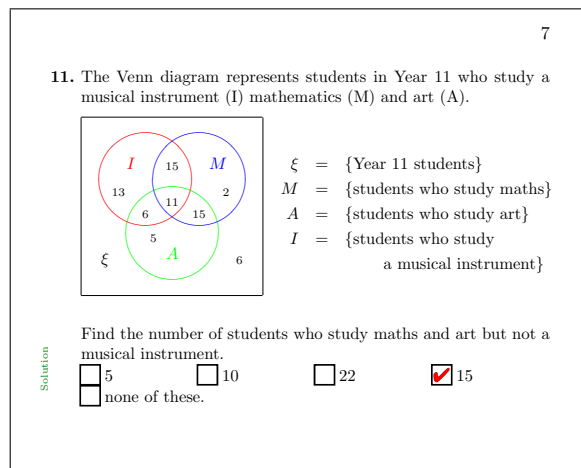 7
11. The Venn diagram represents students in Year 11 who study a
musical instrument (I) mathematics (M) and art (A).
I
15
M
13
2
11
6
15
5
A
ξ
6
ξ = {Year 11 students}
M = {students who study maths}
A = {students who study art}
I = {students who study
a musical instrument}
Find the number of students who study maths and art but not a
musical instrument.
Solution
5 10 22 ✔ 15
none of these.